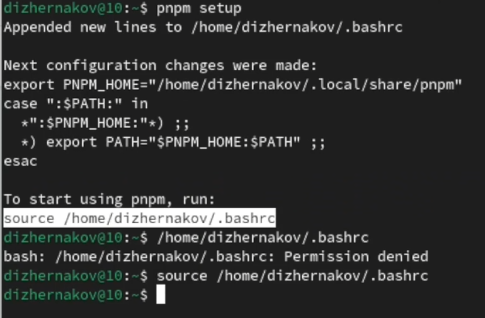 dizhernakov@10:~$ pnpm setup
Appended new lines to /home/dizhernakov/.bashrc
Next configuration changes were made:
export PNPM_HOME="/home/dizhernakov/.local/share/pnpm"
case ":$PATH:" in
  *":$PNPM_HOME:"*) ;;
  *) export PATH="$PNPM_HOME:$PATH" ;;
esac
To start using pnpm, run:
source /home/dizhernakov/.bashrc
dizhernakov@10:~$ /home/dizhernakov/.bashrc
bash: /home/dizhernakov/.bashrc: Permission denied
dizhernakov@10:~$ source /home/dizhernakov/.bashrc
dizhernakov@10:~$